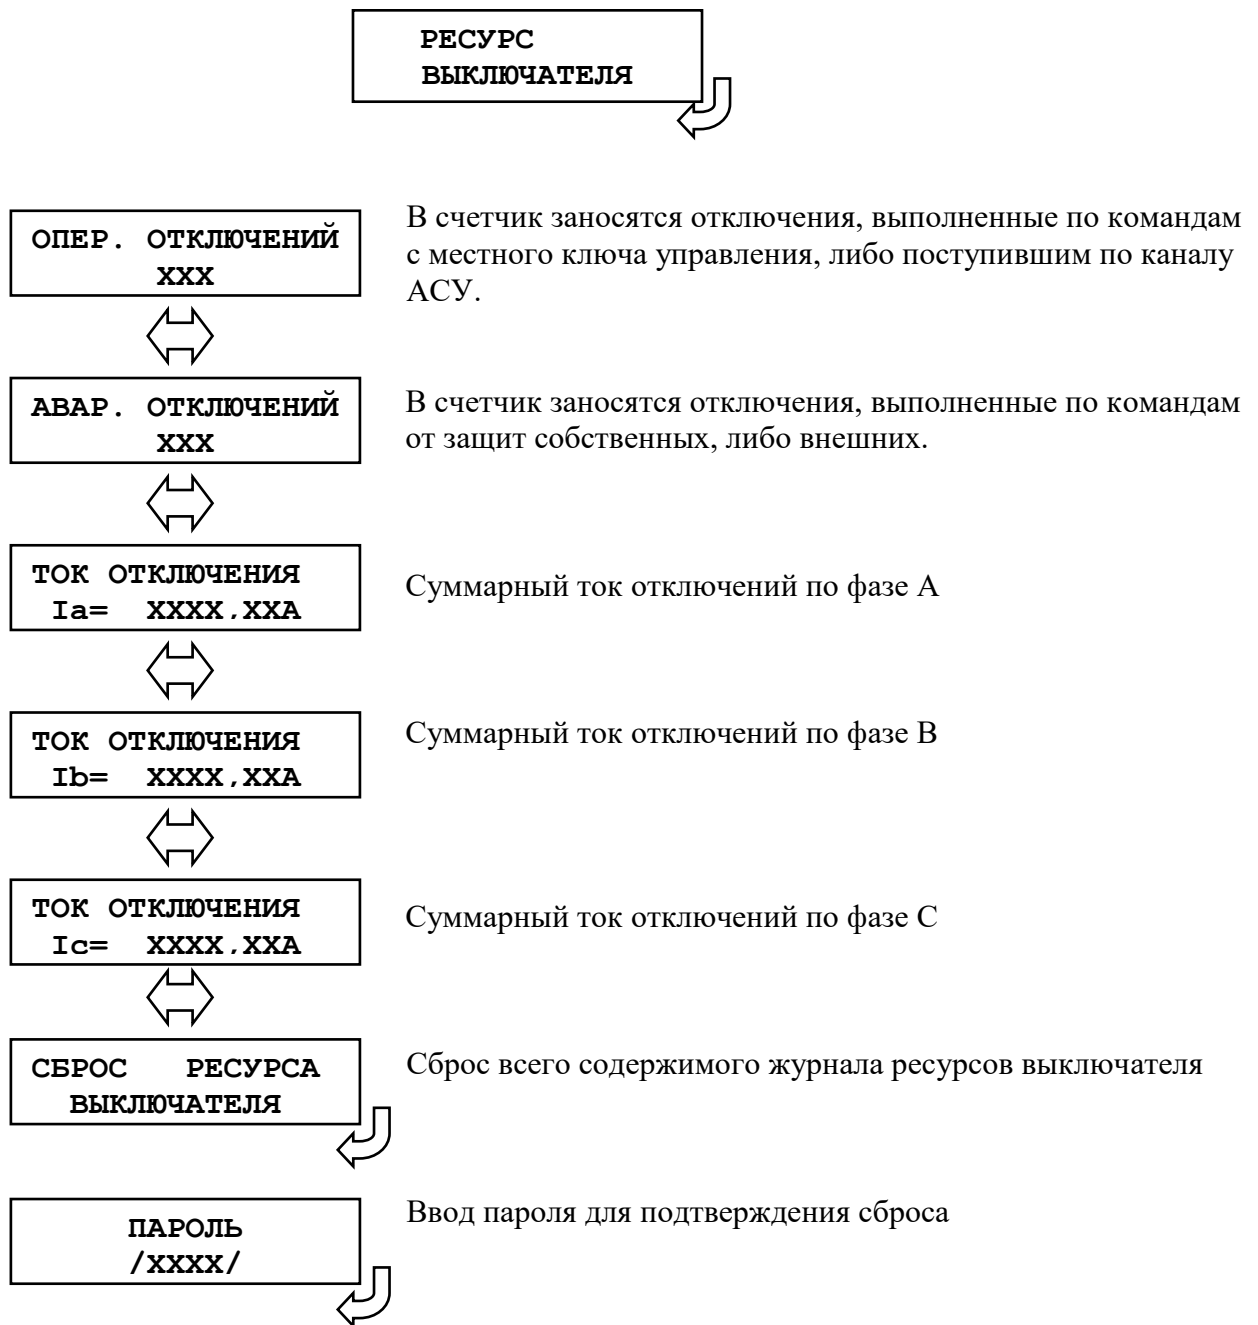 РЕСУРС
ВЫКЛЮЧАТЕЛЯ
ОПЕР. ОТКЛЮЧЕНИЙ
XXX
В счетчик заносятся отключения, выполненные по командам
с местного ключа управления, либо поступившим по каналу
АСУ.
АВАР. ОТКЛЮЧЕНИЙ
XXX
В счетчик заносятся отключения, выполненные по командам
от защит собственных, либо внешних.
ТОК ОТКЛЮЧЕНИЯ
Ia= XXXX,XXА
Суммарный ток отключений по фазе А
ТОК ОТКЛЮЧЕНИЯ
Ib= XXXX,XXА
Суммарный ток отключений по фазе В
ТОК ОТКЛЮЧЕНИЯ
Ic= XXXX,XXА
Суммарный ток отключений по фазе С
СБРОС РЕСУРСА
ВЫКЛЮЧАТЕЛЯ
Сброс всего содержимого журнала ресурсов выключателя
ПАРОЛЬ
/XXXX/
Ввод пароля для подтверждения сброса